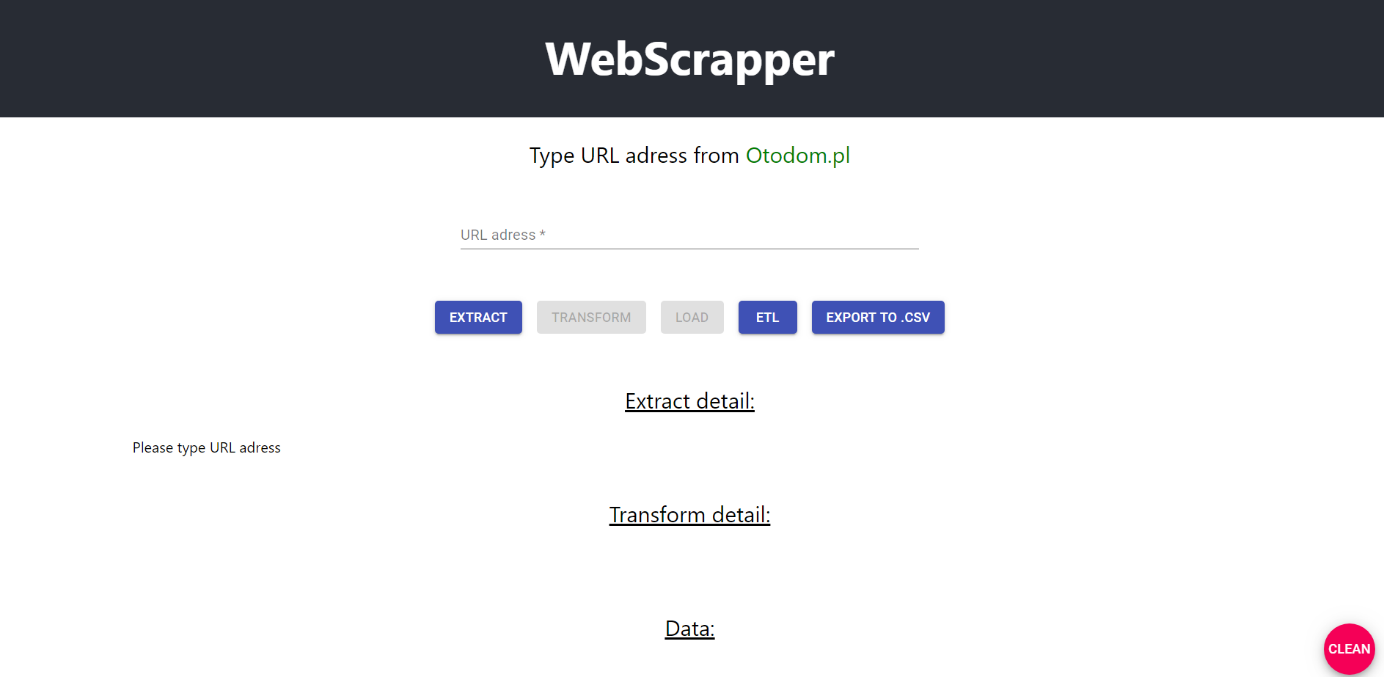 WebScrapper
Type URL adress from Otodom.pl
URL adress *
EXTRACT TRANSFORM LOAD ETL EXPORT TO .CSV
Extract detail:
Please type URL adress
Transform detail:
Data:
CLEAN